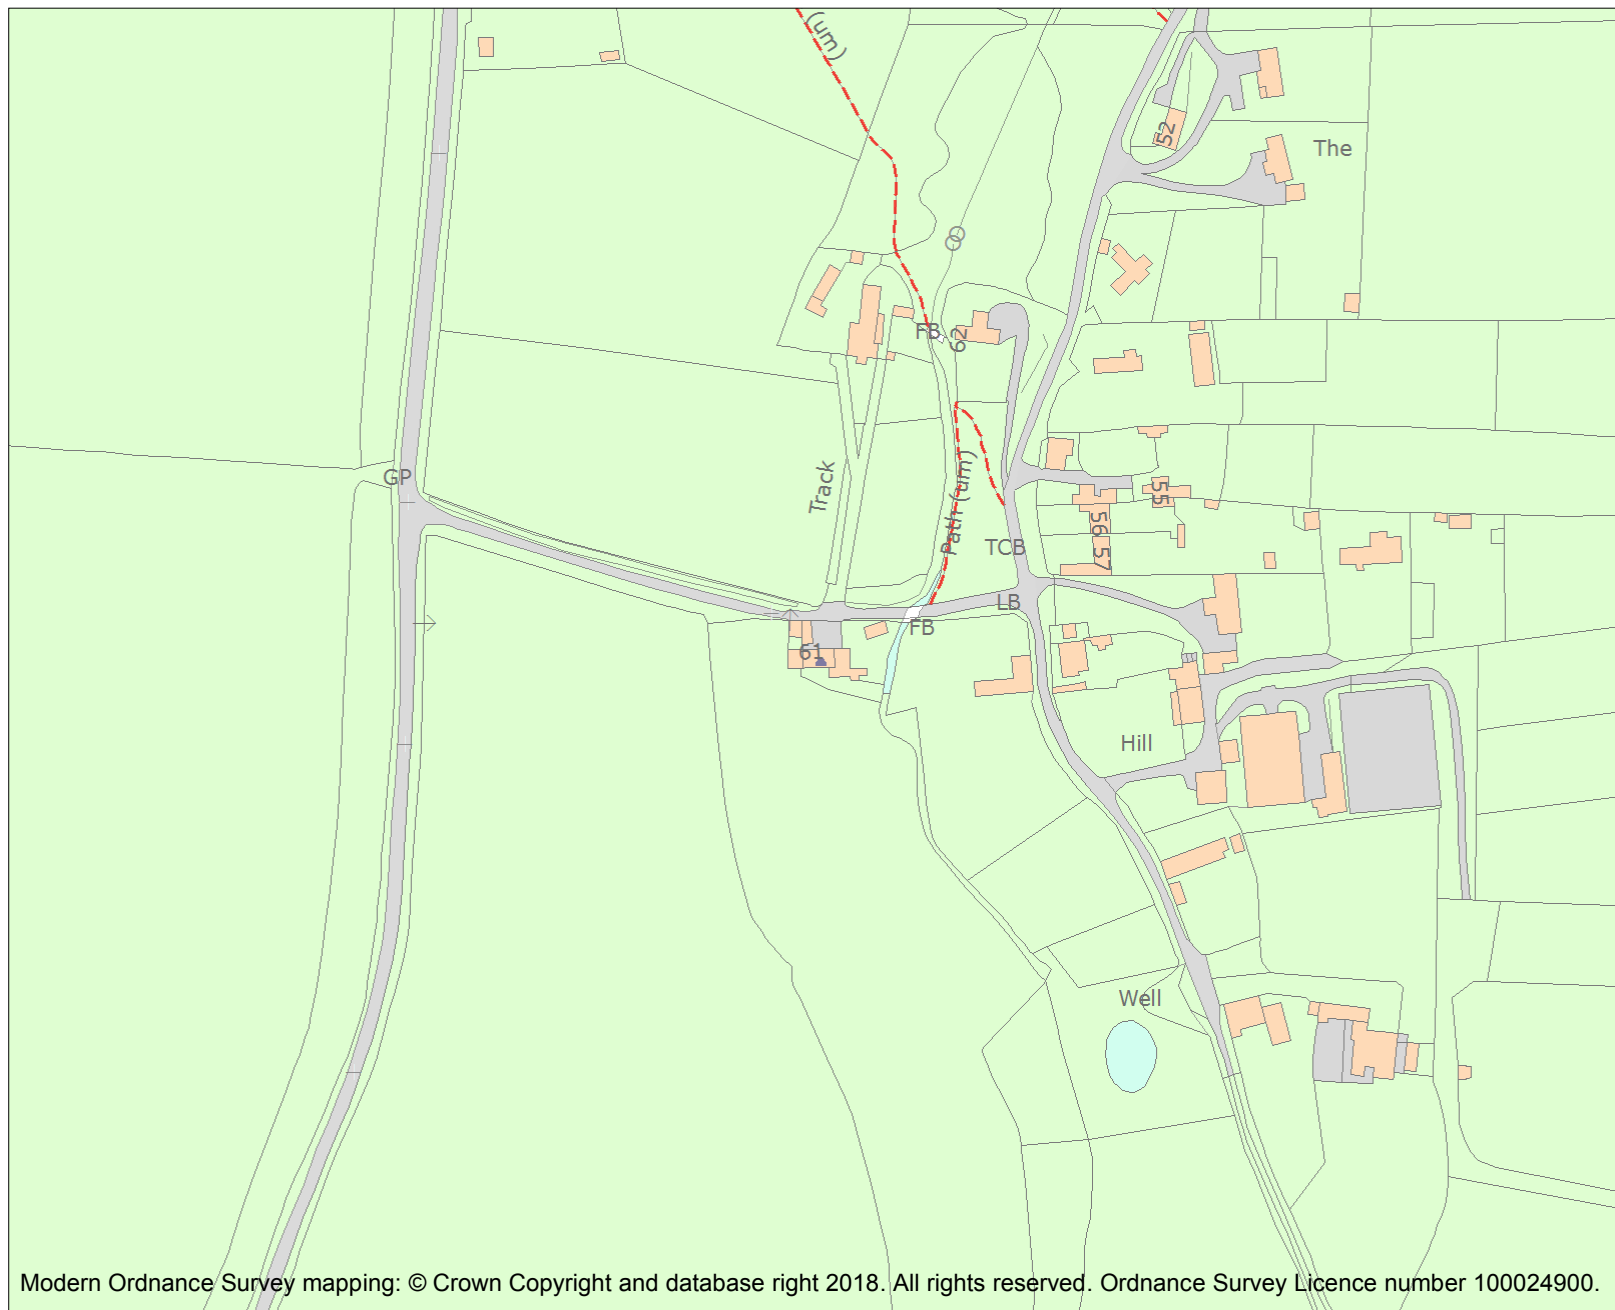 (um)
52
The
FB
62
GP
Track
Path (um)
55
56
57
TCB
LB
FB
61
Hill
Well
Modern Ordnance Survey mapping: © Crown Copyright and database right 2018. All rights reserved. Ordnance Survey Licence number 100024900.